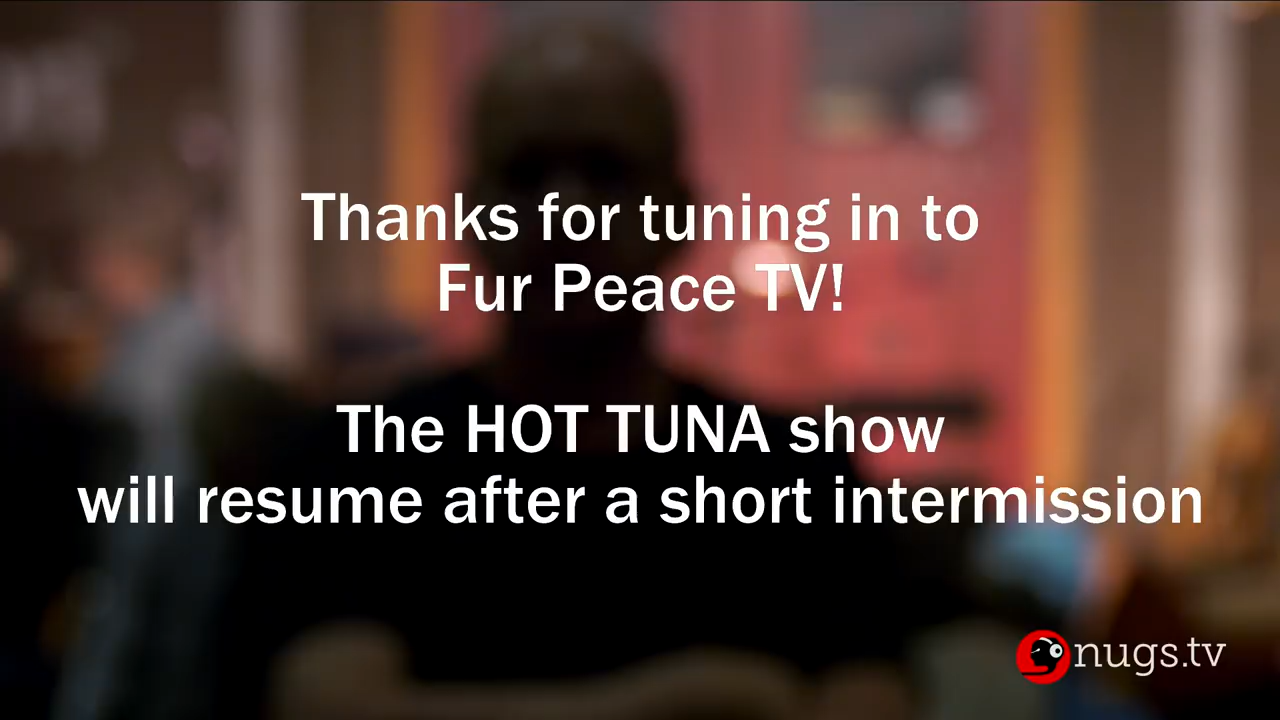 Thanks for tuning in to
Fur Peace TV!
The HOT TUNA show
will resume after a short intermission
nugs.tv